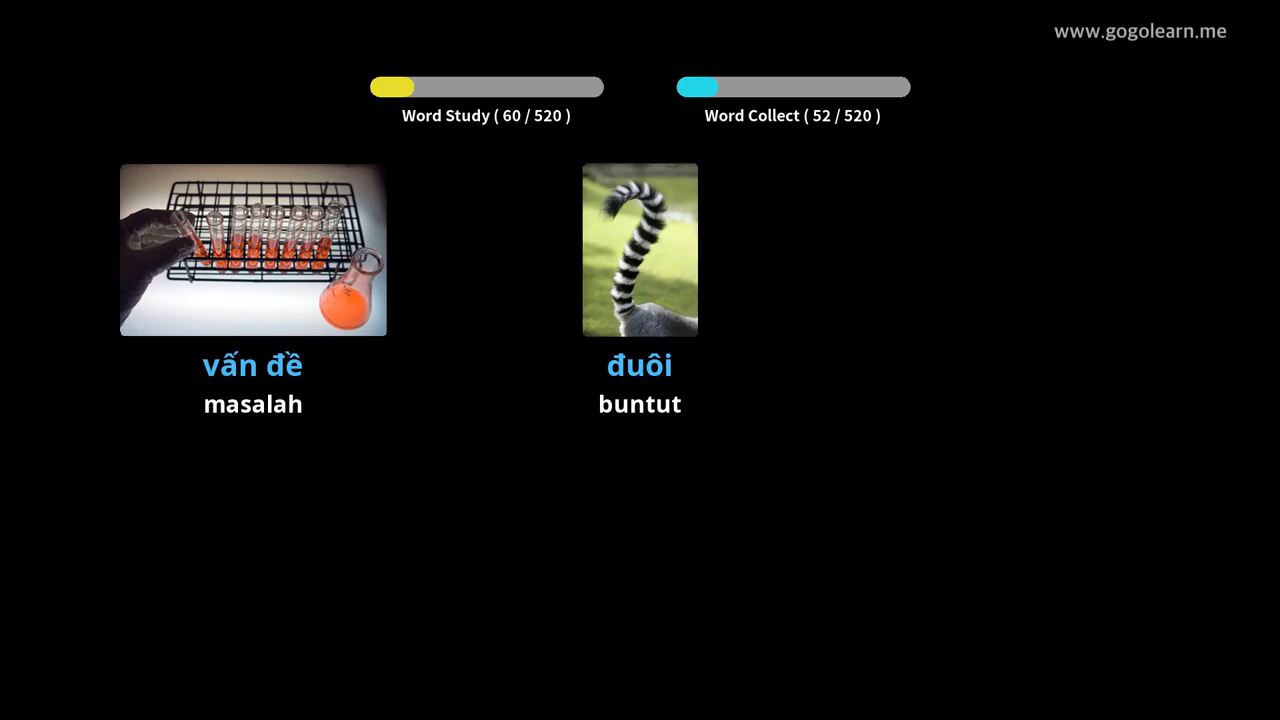 www.gogolearn.me
Word Study ( 60 / 520 )
Word Collect ( 52 / 520 )
vấn đề
masalah
đuôi
buntut